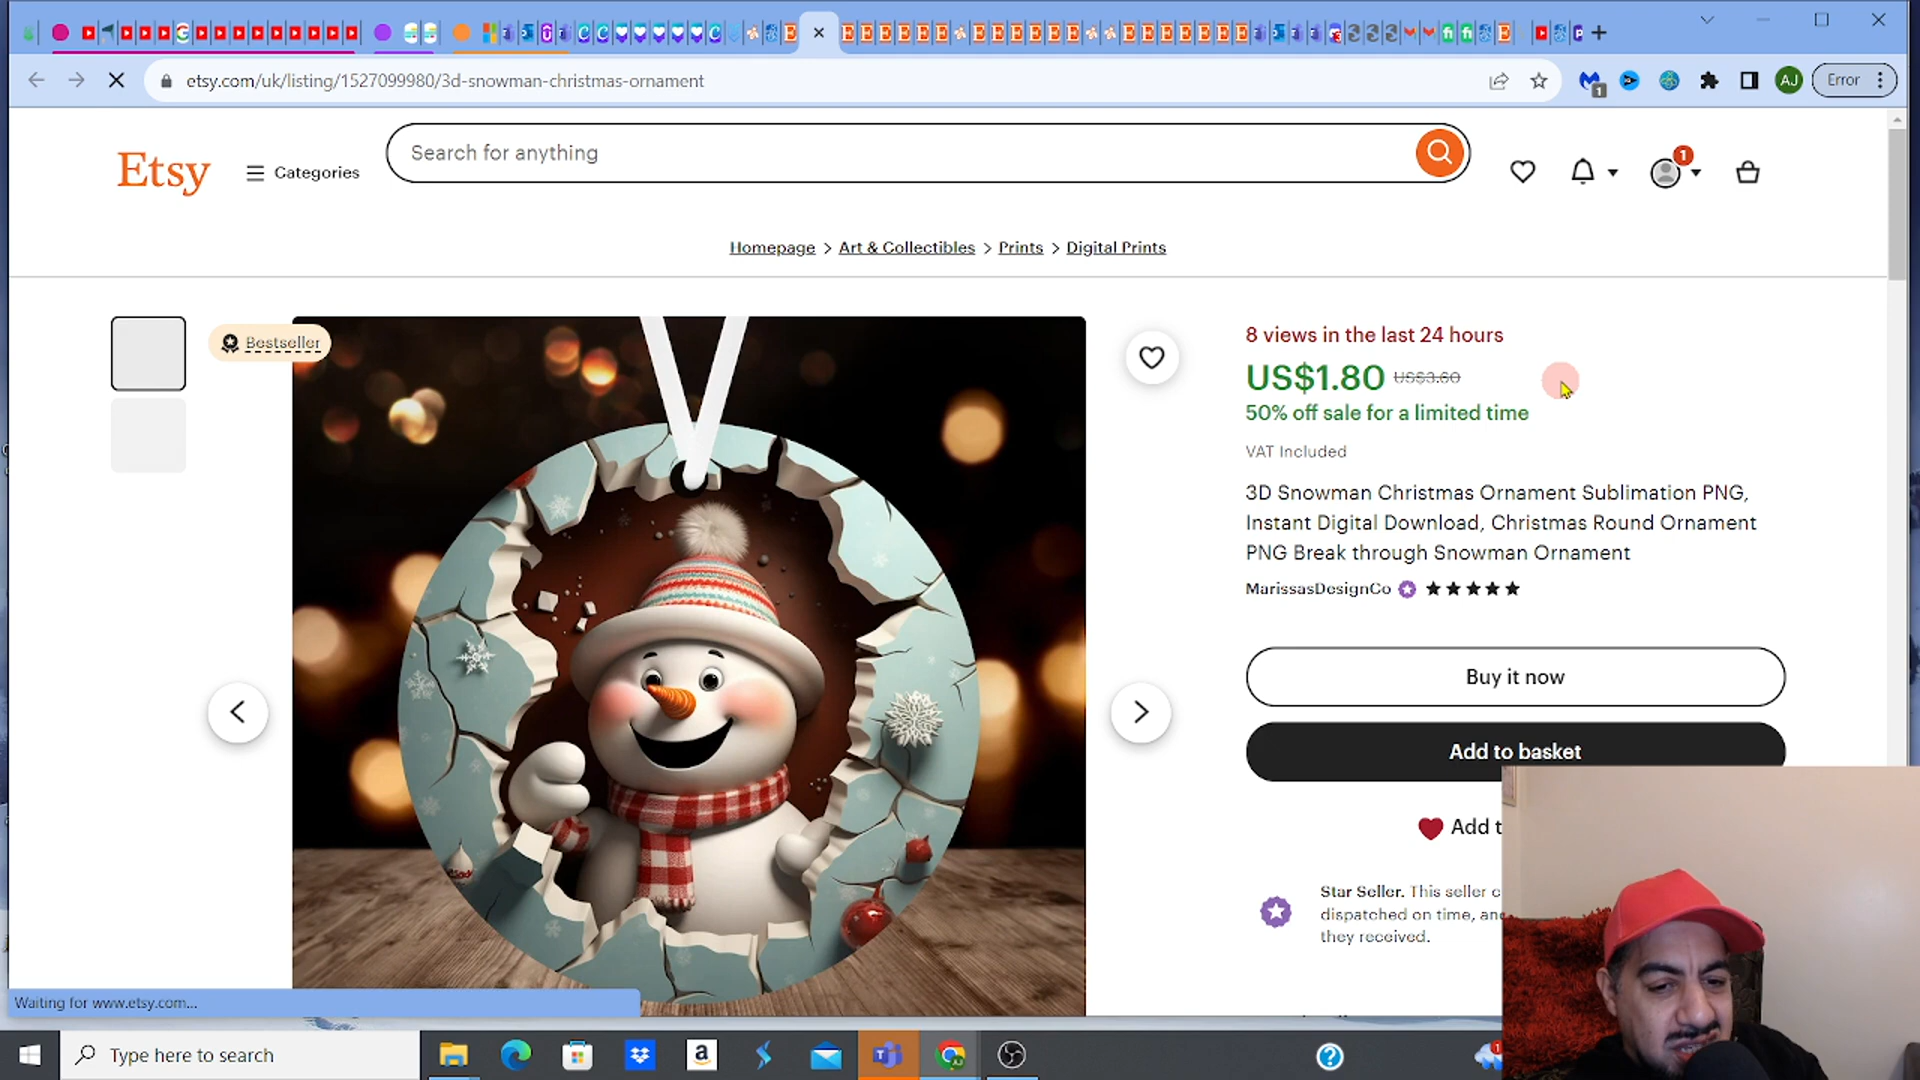 etsy.com/uk/listing/1527099980/3d-snowman-christmas-ornament
1
AJ
Error
Etsy
Categories
Search for anything
1
Homepage > Art & Collectibles > Prints > Digital Prints
Bestseller
8 views in the last 24 hours
US$1.80 US$3.60
50% off sale for a limited time
VAT Included
3D Snowman Christmas Ornament Sublimation PNG,
Instant Digital Download, Christmas Round Ornament
PNG Break through Snowman Ornament
MarissasDesignCo
Buy it now
Add to basket
Add t
Star Seller. This seller c
dispatched on time, an
they received.
Waiting for www.etsy.com...
Type here to search